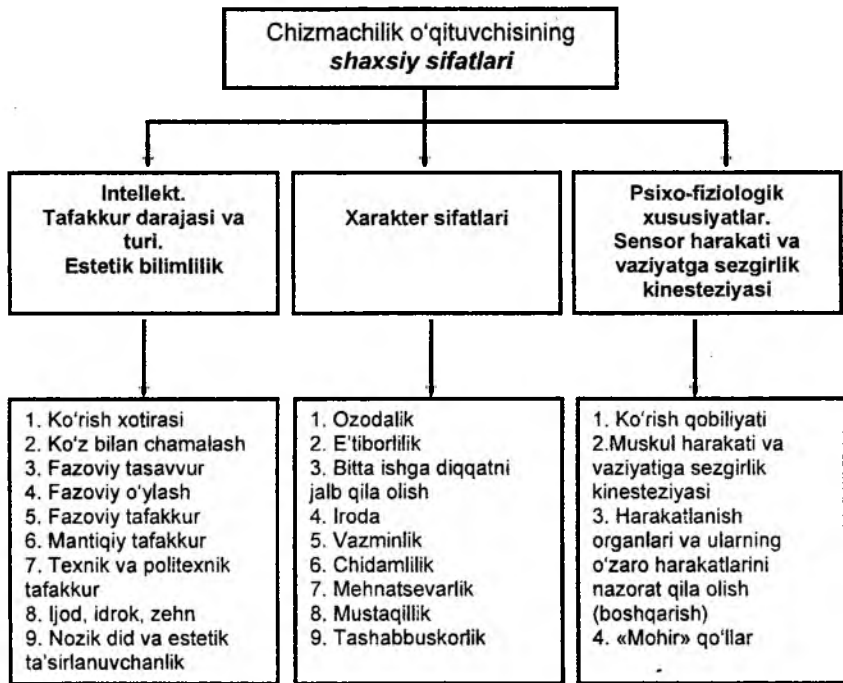 Chizmachilik o‘qituvchisining
shaxsiy sifatlari
Intellekt.
Tafakkur darajasi va
turi.
Estetik bilimlilik
Xarakter sifatlari
Psixo-fiziologik
xususiyatlar.
Sensor harakati va
vaziyatga sezgirlik
kinesteziyasi
1. Ko‘rish xotirasi
2. Ko‘z bilan chamalash
3. Fazoviy tasavvur
4. Fazoviy o‘ylash
5. Fazoviy tafakkur
6. Mantiqiy tafakkur
7. Texnik va politexnik
tafakkur
8. Ijod, idrok, zehn
9. Nozik did va estetik
ta'sirlanuvchanlik
1. Ozodalik
2. E'tiborlilik
3. Bitta ishga diqqatni
jalb qila olish
4. Iroda
5. Vazminlik
6. Chidamlilik
7. Mehnatsevarlik
8. Mustaqillik
9. Tashabbuskorlik
1. Ko‘rish qobiliyati
2.Muskul harakati va
vaziyatiga sezgirlik
kinesteziyasi
3. Harakatlanish
organlari va ularning
o‘zaro harakatlarini
nazorat qila olish
(boshqarish)
4. «Mohir» qo‘llar